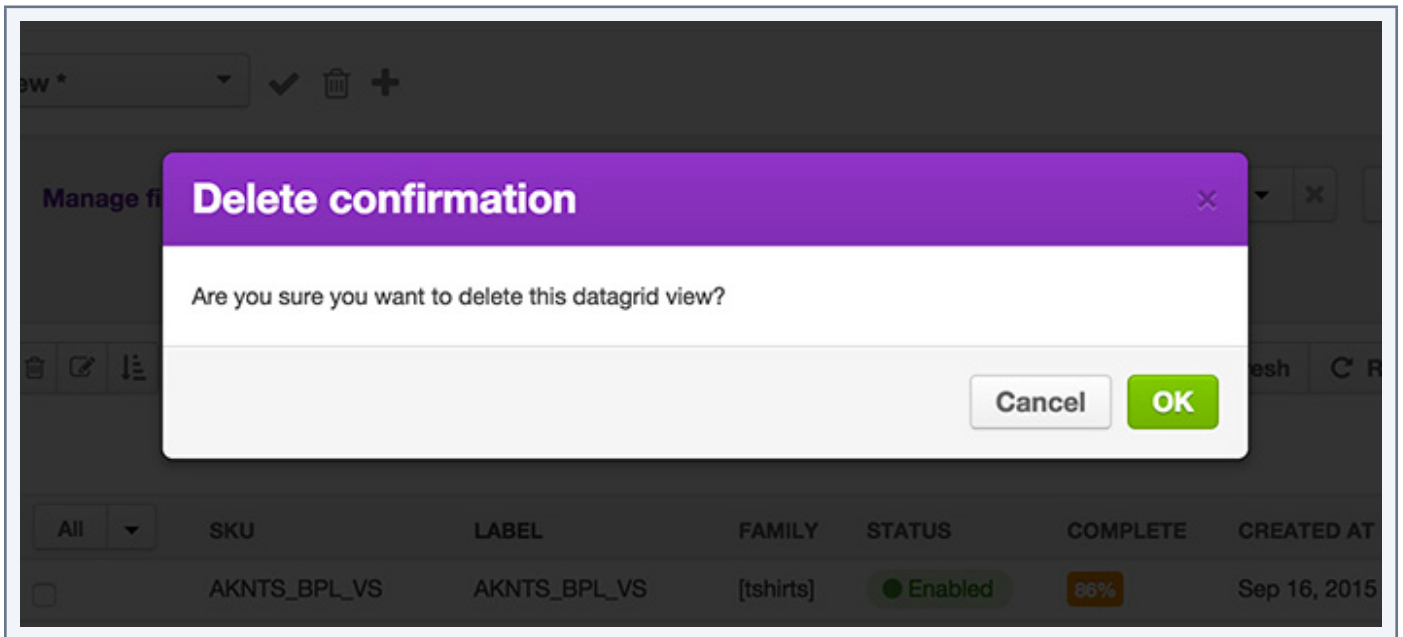 ew *
Manage fi
Delete confirmation
Are you sure you want to delete this datagrid view?
esh R
Cancel OK
All SKU LABEL FAMILY STATUS COMPLETE CREATED AT
AKNTS_BPL_VS AKNTS_BPL_VS [tshirts] Enabled 86% Sep 16, 2015